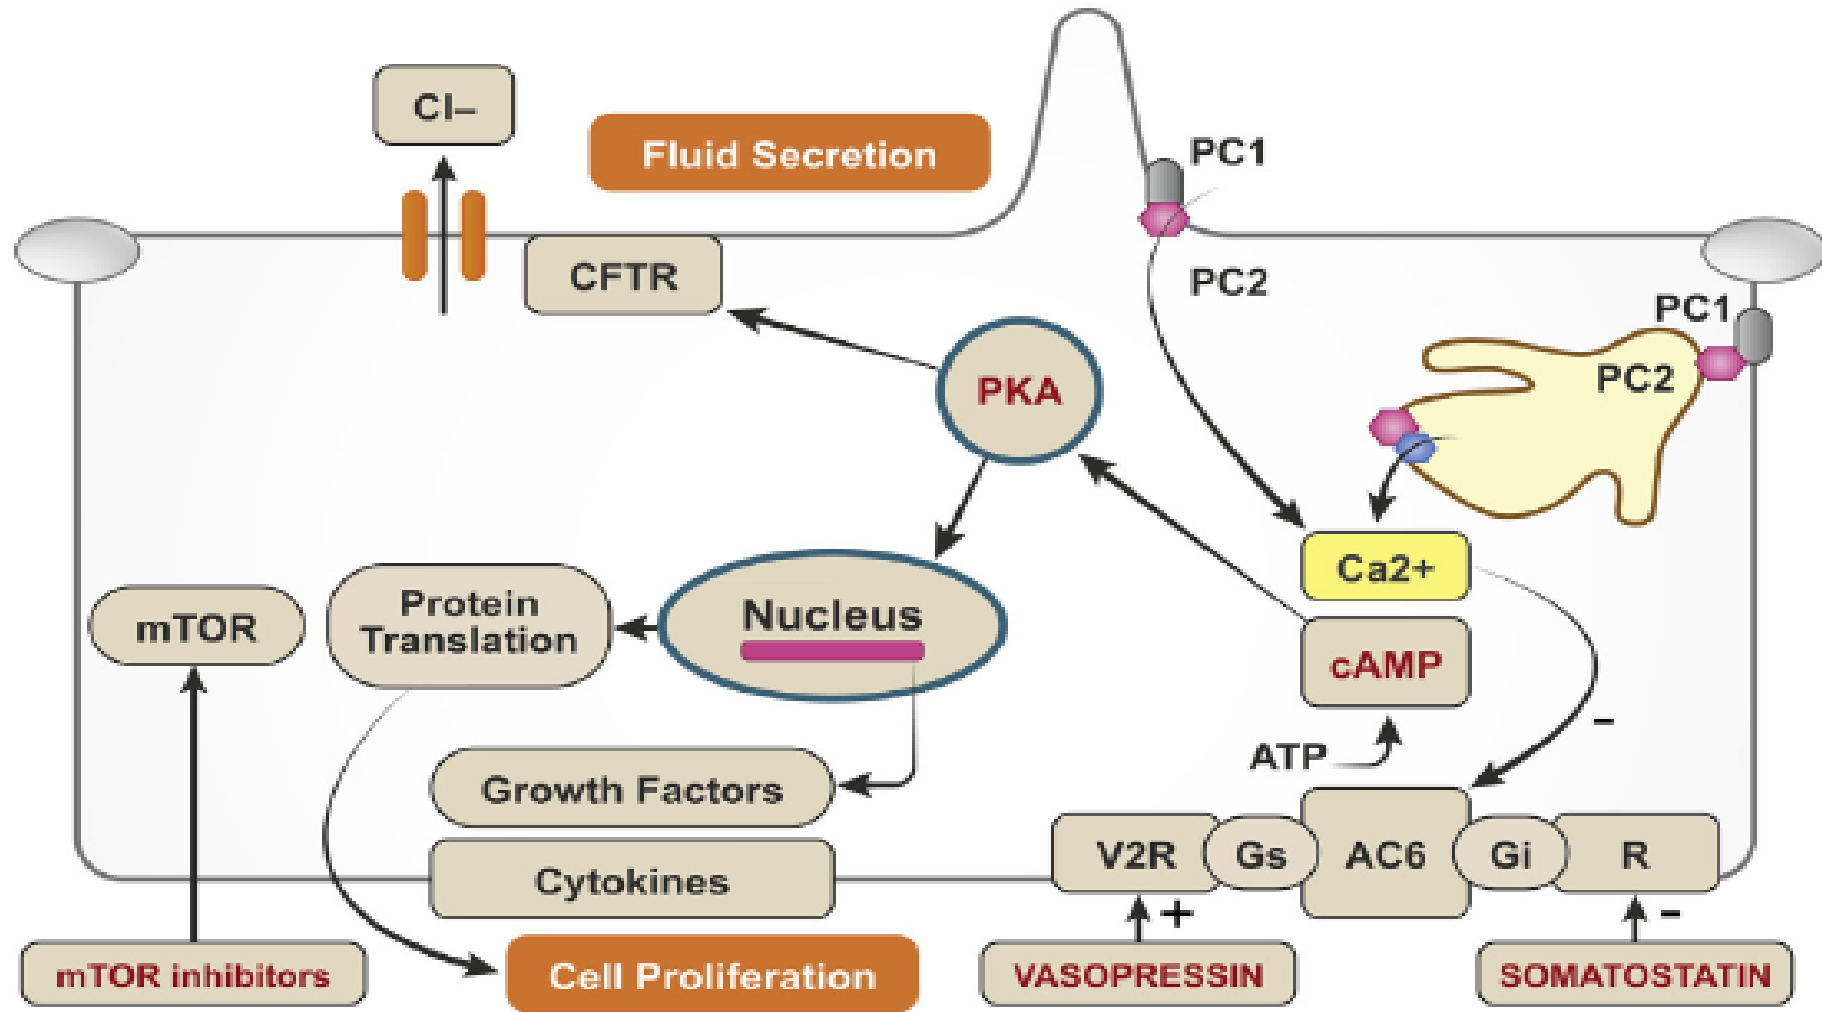 Cl–
Fluid Secretion
PC1
CFTR
PC2
PC1
PKA
PC2
Ca2+
Protein
Translation
Nucleus
mTOR
cAMP
–
ATP
Growth Factors
V2R
Gs
AC6
Gi
R
Cytokines
+
–
mTOR inhibitors
Cell Proliferation
VASOPRESSIN
SOMATOSTATIN